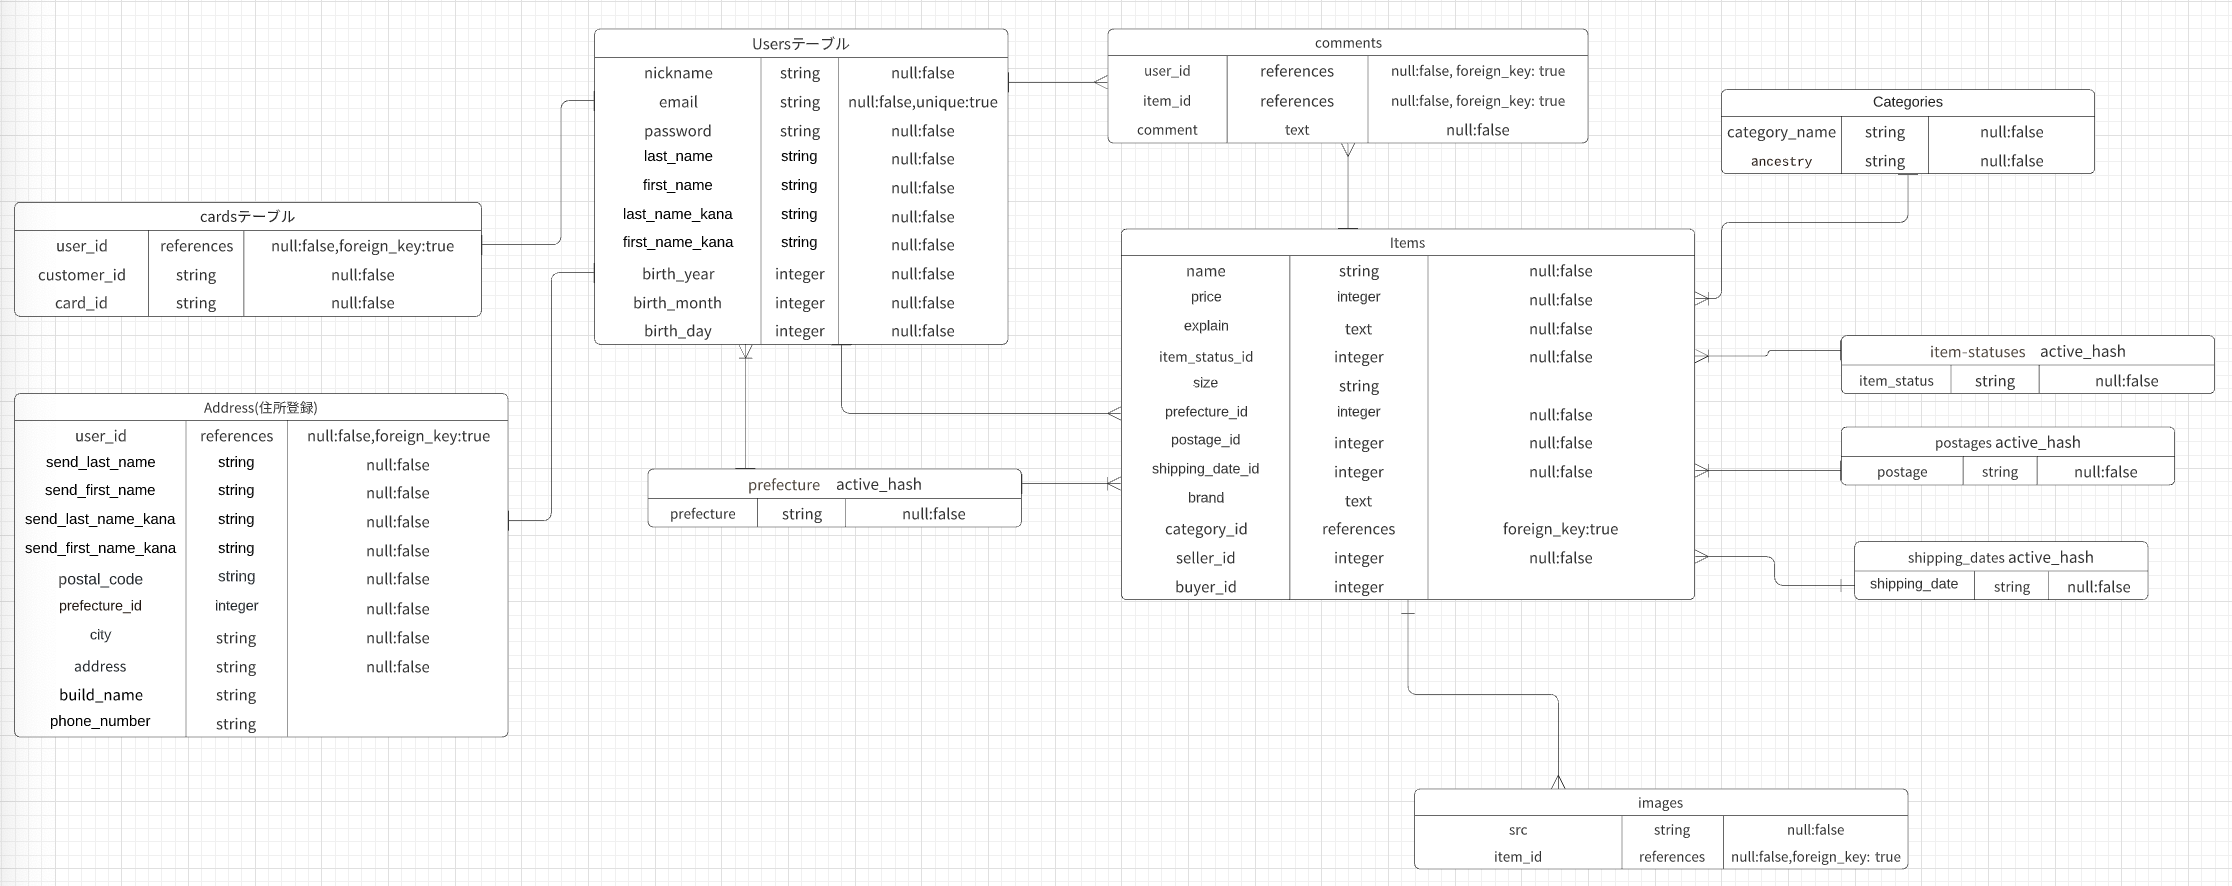 Usersテーブル
nickname string null:false
email string null:false,unique:true
password string null:false
last_name string null:false
first_name string null:false
last_name_kana string null:false
first_name_kana string null:false
birth_year integer null:false
birth_month integer null:false
birth_day integer null:false
comments
user_id references null:false, foreign_key: true
item_id references null:false, foreign_key: true
comment text null:false
Categories
category_name string null:false
ancestry string null:false
cardsテーブル
user_id references null:false,foreign_key:true
customer_id string null:false
card_id string null:false
Items
name string null:false
price integer null:false
explain text null:false
item_status_id integer null:false
size string
prefecture_id integer null:false
postage_id integer null:false
shipping_date_id integer null:false
brand text
category_id references foreign_key:true
seller_id integer null:false
buyer_id integer
item-statuses active_hash
item_status string null:false
Address(住所登録)
user_id references null:false,foreign_key:true
send_last_name string null:false
send_first_name string null:false
send_last_name_kana string null:false
send_first_name_kana string null:false
postal_code string null:false
prefecture_id integer null:false
city string null:false
address string null:false
build_name string
phone_number string
prefecture active_hash
prefecture string null:false
postages active_hash
postage string null:false
shipping_dates active_hash
shipping_date string null:false
images
src string null:false
item_id references null:false,foreign_key: true